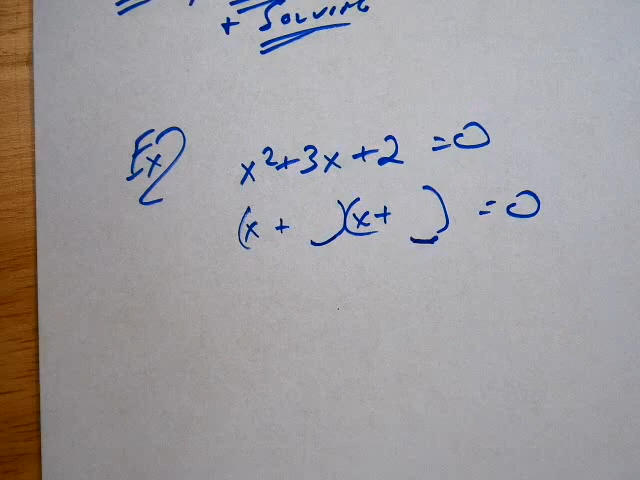 + SOLVING
Ex) x²+3x+2 =0
(x + )(x+ ) =0